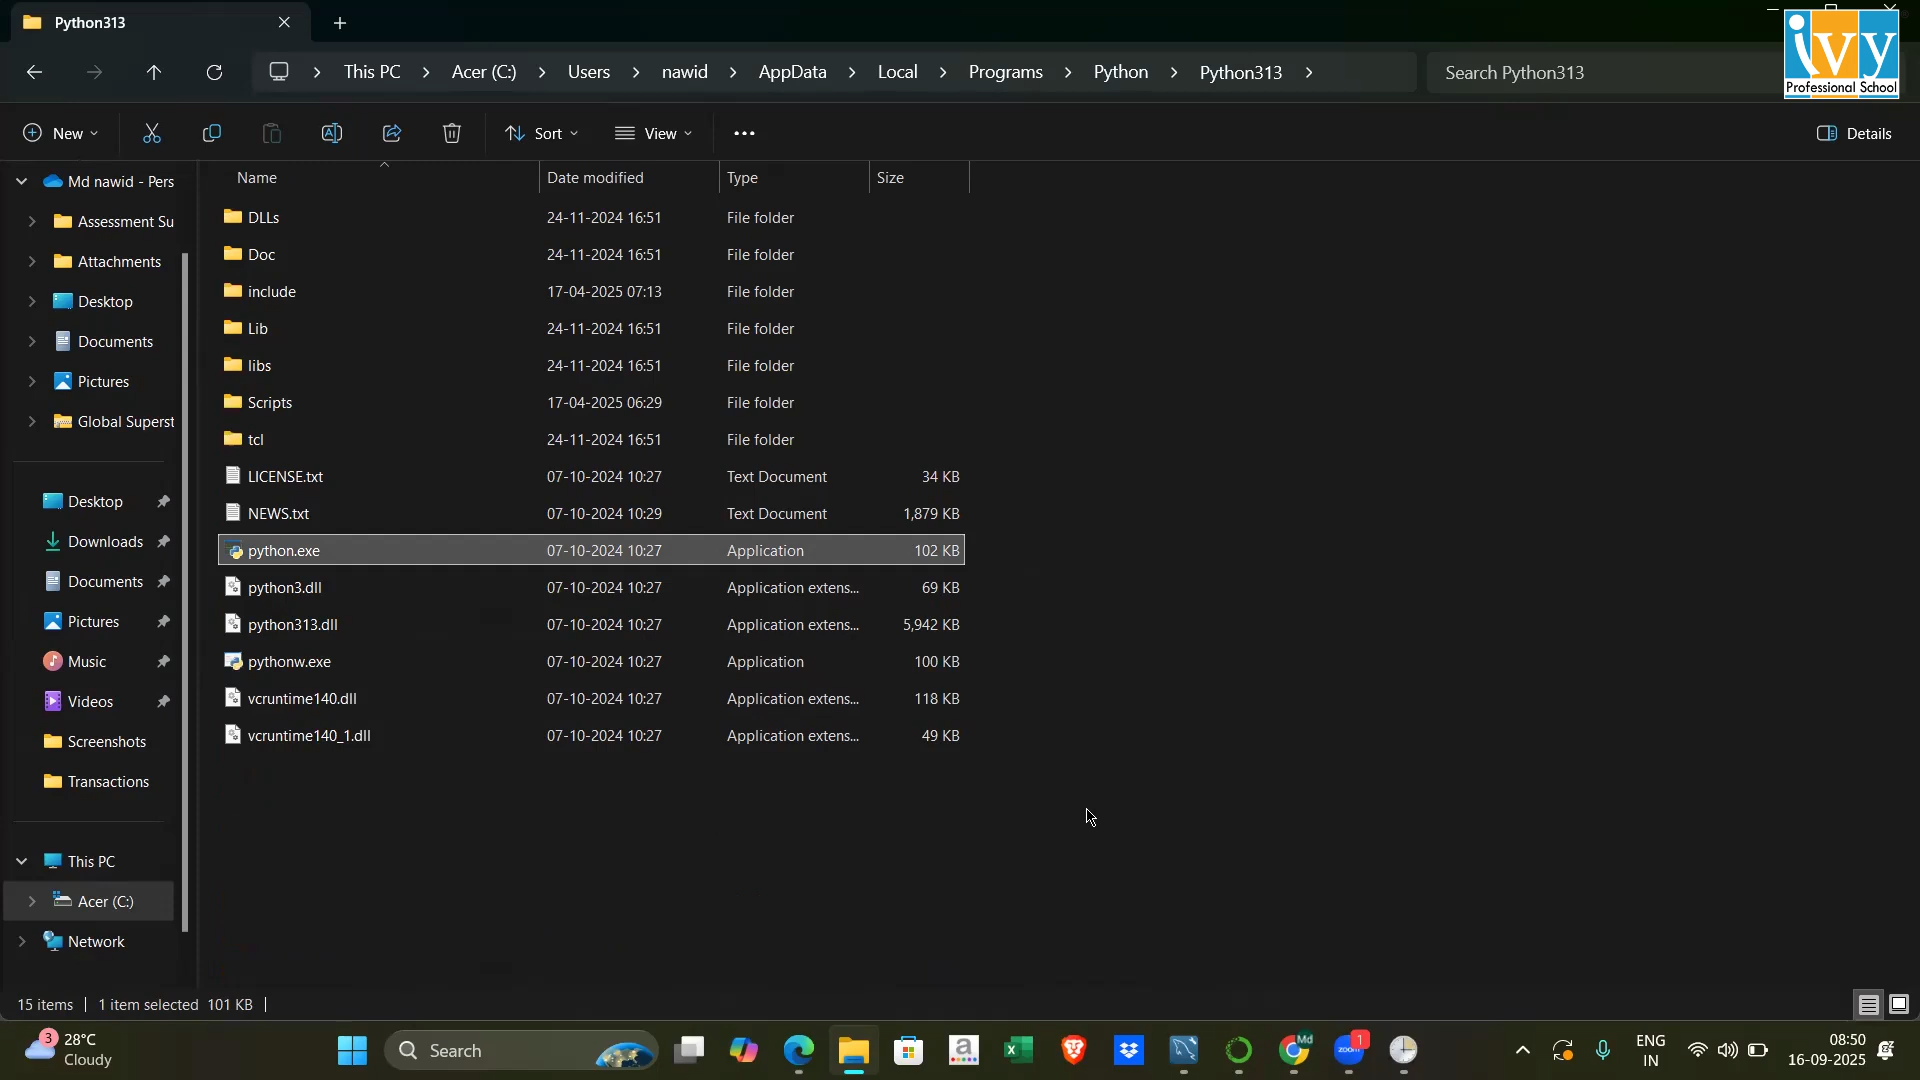 Python313
This PC
Acer (C:)
Users
nawid
AppData
Local
Programs
Python
Python313
Search Python313
ivy
Professional School
New
Sort
View
Details
Name
Date modified
Type
Size
Md nawid - Pers
Assessment Su
Attachments
Desktop
Documents
Pictures
Global Superst
Desktop
Downloads
Documents
Pictures
Music
Videos
Screenshots
Transactions
This PC
Acer (C:)
Network
DLLs 24-11-2024 16:51 File folder
Doc 24-11-2024 16:51 File folder
include 17-04-2025 07:13 File folder
Lib 24-11-2024 16:51 File folder
libs 24-11-2024 16:51 File folder
Scripts 17-04-2025 06:29 File folder
tcl 24-11-2024 16:51 File folder
LICENSE.txt 07-10-2024 10:27 Text Document 34 KB
NEWS.txt 07-10-2024 10:29 Text Document 1,879 KB
python.exe 07-10-2024 10:27 Application 102 KB
python3.dll 07-10-2024 10:27 Application extens... 69 KB
python313.dll 07-10-2024 10:27 Application extens... 5,942 KB
pythonw.exe 07-10-2024 10:27 Application 100 KB
vcruntime140.dll 07-10-2024 10:27 Application extens... 118 KB
vcruntime140_1.dll 07-10-2024 10:27 Application extens... 49 KB
15 items 1 item selected 101 KB
3
28°C
Cloudy
Search
a
Md
zoom
1
ENG
IN
08:50
16-09-2025